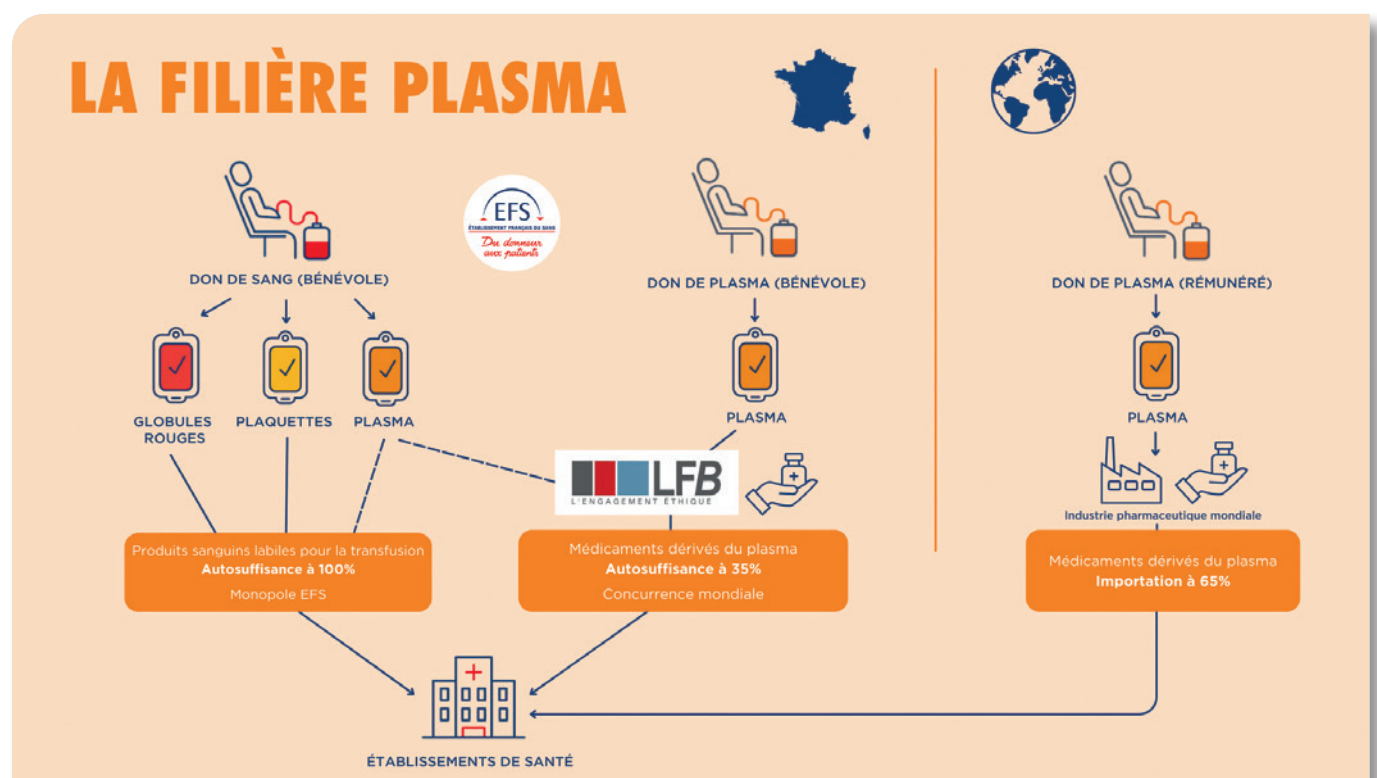 LA FILIÈRE PLASMA
EFS
ÉTABLISSEMENT FRANÇAIS DU SANG
Du donneur
aux patients
DON DE SANG (BÉNÉVOLE)
DON DE PLASMA (BÉNÉVOLE)
DON DE PLASMA (RÉMUNÉRÉ)
GLOBULES
ROUGES
PLAQUETTES
PLASMA
PLASMA
PLASMA
LFB
L'ENGAGEMENT ÉTHIQUE
Industrie pharmaceutique mondiale
Produits sanguins labiles pour la transfusion
Autosuffisance à 100%
Monopole EFS
Médicaments dérivés du plasma
Autosuffisance à 35%
Concurrence mondiale
Médicaments dérivés du plasma
Importation à 65%
ÉTABLISSEMENTS DE SANTÉ